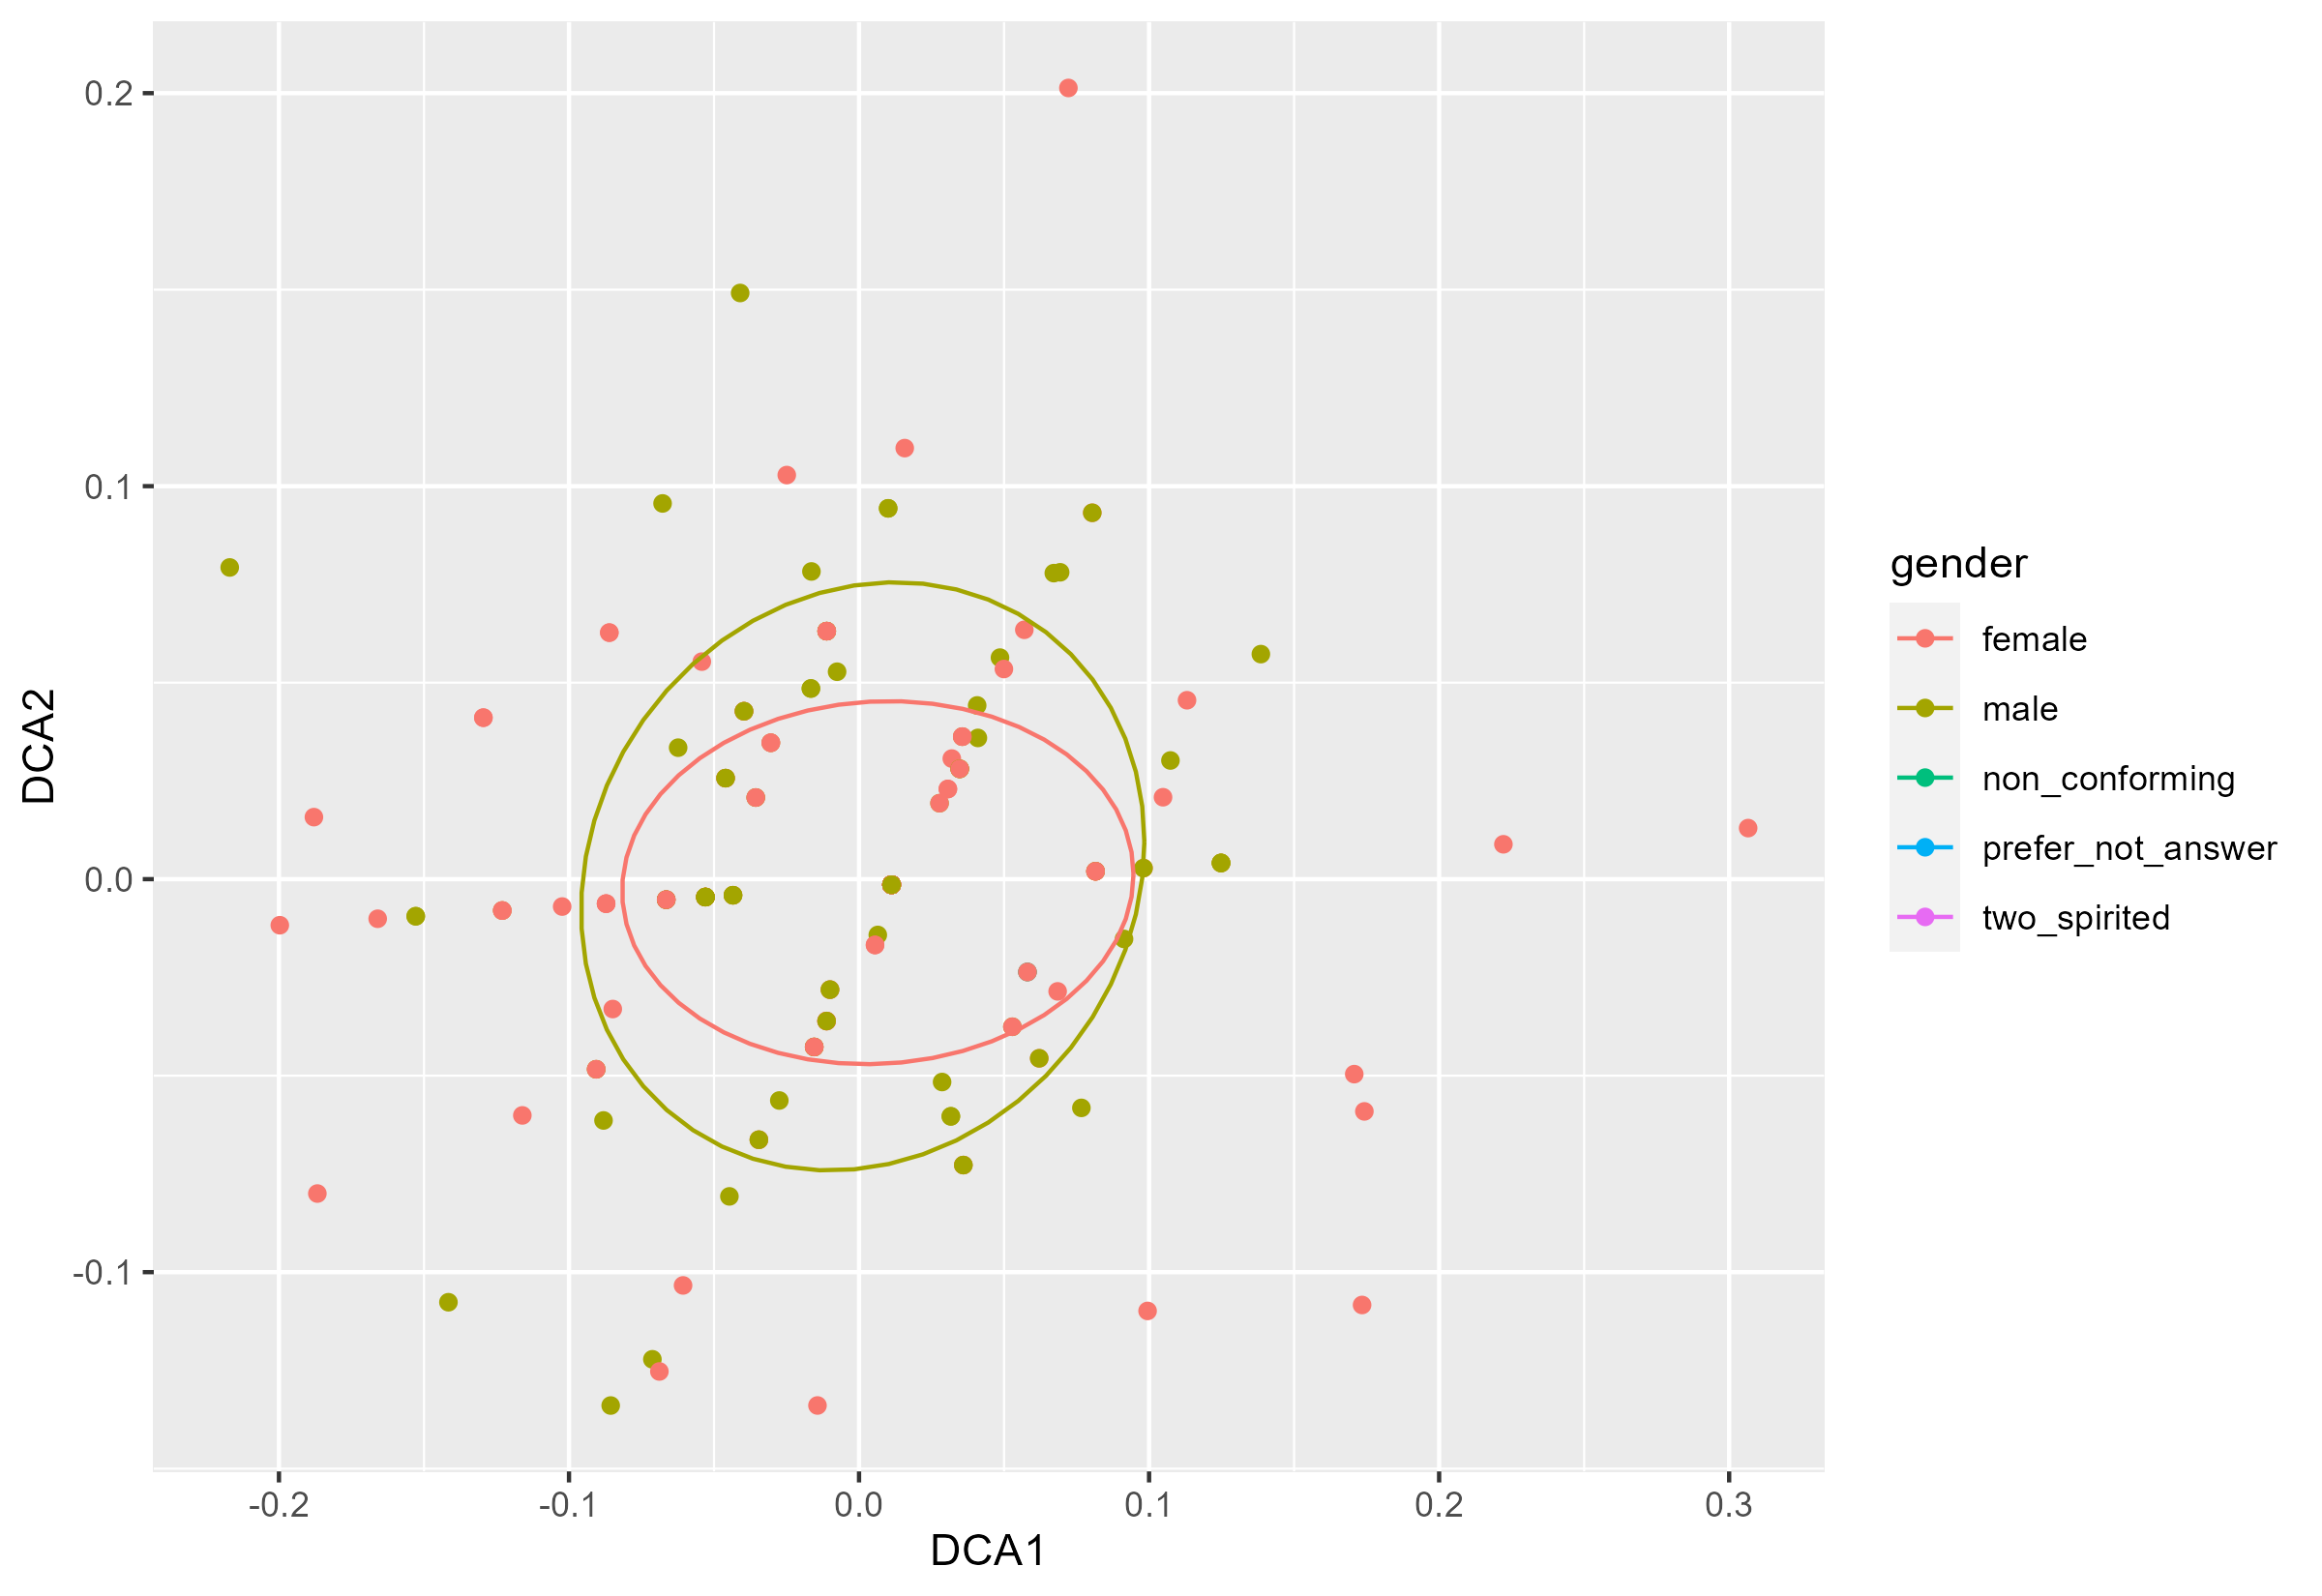 0.2
0.1
0.0
-0.1
DCA2
-0.2
-0.1
0.0
0.1
0.2
0.3
DCA1
gender
female
male
non_conforming
prefer_not_answer
two_spirited